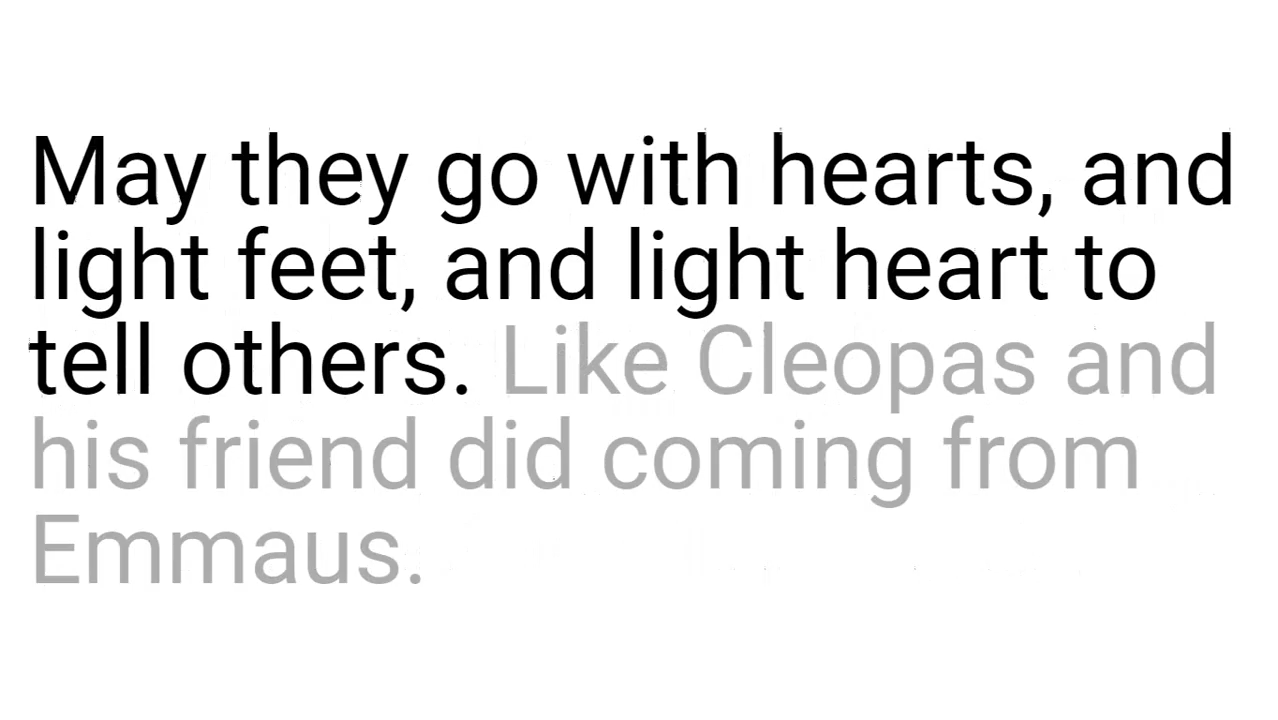 May they go with hearts, and
light feet, and light heart to
tell others. Like Cleopas and
his friend did coming from
Emmaus.